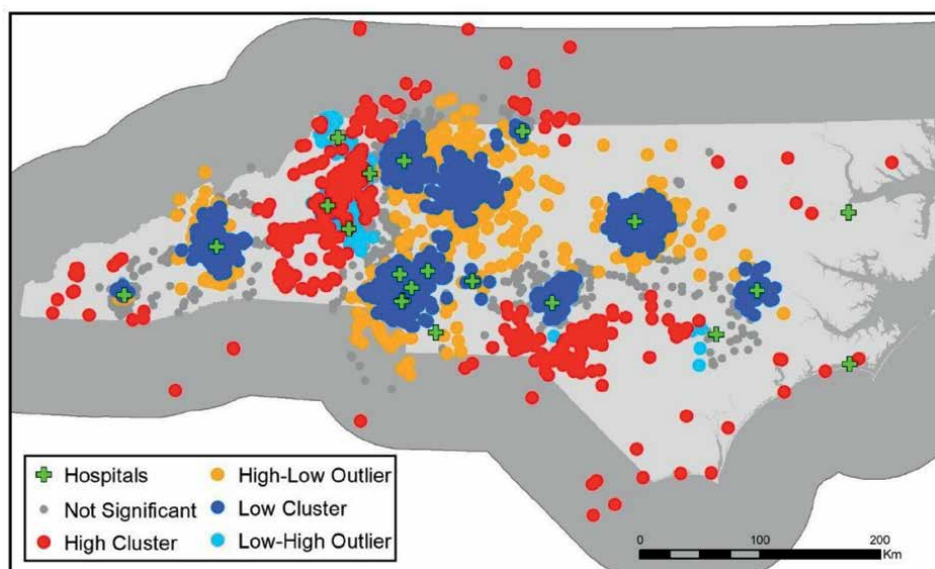 Hospitals
High-Low Outlier
Not Significant
Low Cluster
High Cluster
Low-High Outlier
0 100 200
Km